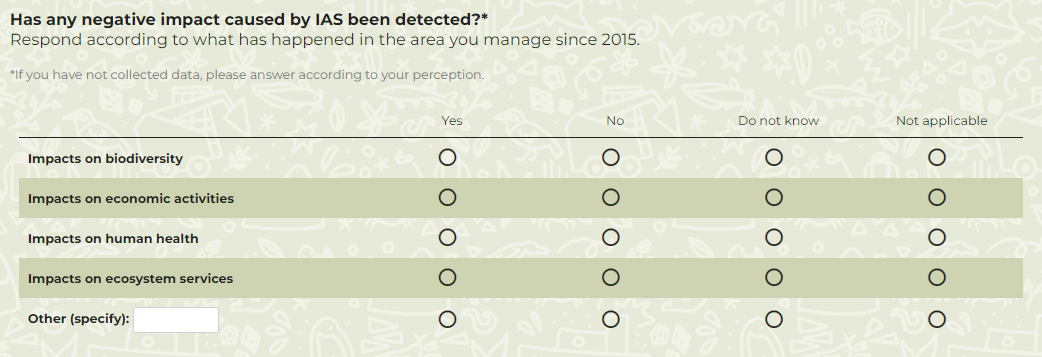 Has any negative impact caused by IAS been detected?*
Respond according to what has happened in the area you manage since 2015.
*If you have not collected data, please answer according to your perception.
Yes No Do not know Not applicable
Impacts on biodiversity
Impacts on economic activities
Impacts on human health
Impacts on ecosystem services
Other (specify):